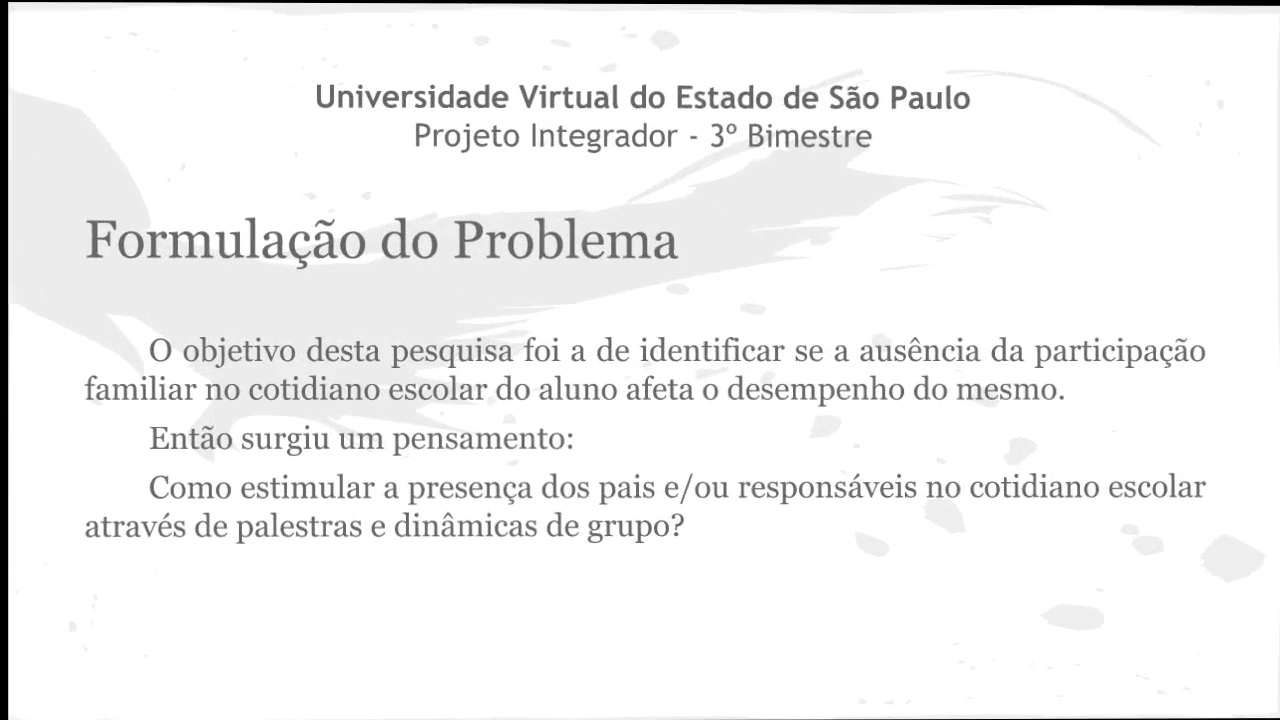 Universidade Virtual do Estado de São Paulo
Projeto Integrador - 3º Bimestre
Formulação do Problema
O objetivo desta pesquisa foi a de identificar se a ausência da participação
familiar no cotidiano escolar do aluno afeta o desempenho do mesmo.
Então surgiu um pensamento:
Como estimular a presença dos pais e/ou responsáveis no cotidiano escolar
através de palestras e dinâmicas de grupo?